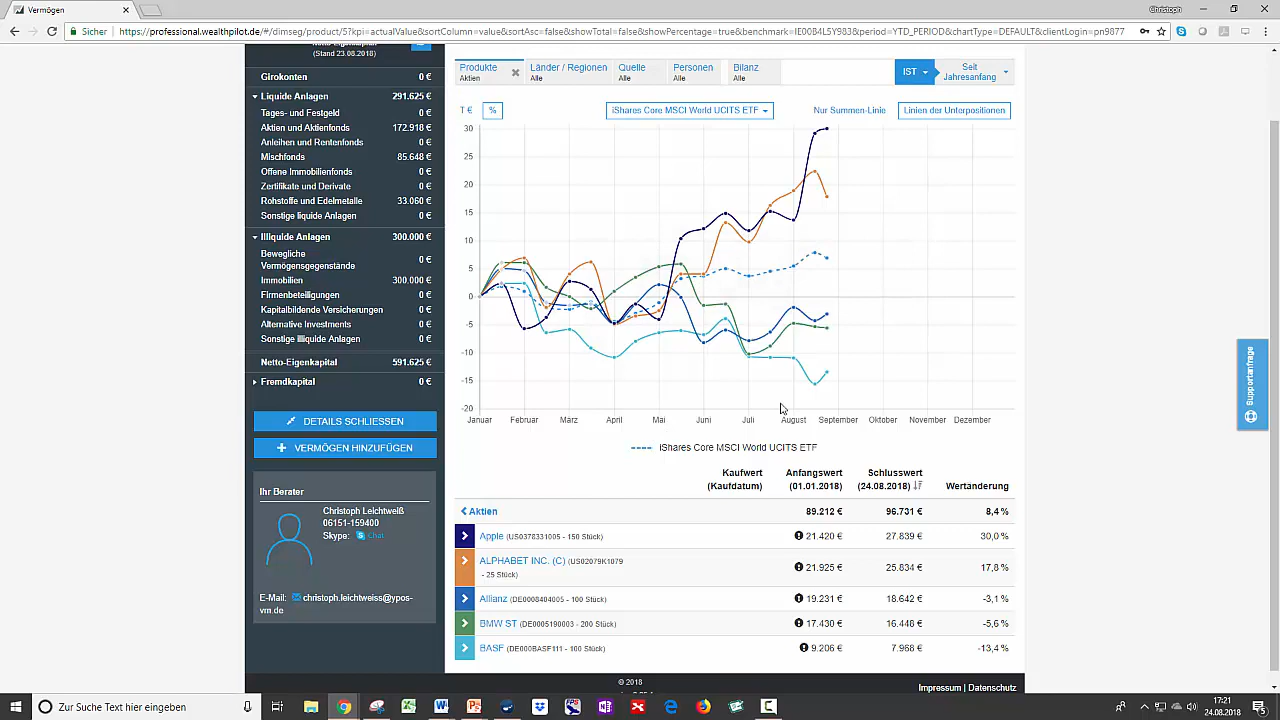 Vermögen
Christoph
Sicher
https://professional.wealthpilot.de/#/dimseg/product/5?kpi=actualValue&sortColumn=value&sortAsc=false&showTotal=false&showPercentage=true&benchmark=IE00B4L5Y983&period=YTD_PERIOD&chartType=DEFAULT&clientLogin=pn9877
Netto-Eigenkapital
(Stand 23.08.2018)
Girokonten 0 €
Liquide Anlagen 291.625 €
Tages- und Festgeld 0 €
Aktien und Aktienfonds 172.918 €
Anleihen und Rentenfonds 0 €
Mischfonds 85.648 €
Offene Immobilienfonds 0 €
Zertifikate und Derivate 0 €
Rohstoffe und Edelmetalle 33.060 €
Sonstige liquide Anlagen 0 €
Illiquide Anlagen 300.000 €
Bewegliche
Vermögensgegenstände 0 €
Immobilien 300.000 €
Firmenbeteiligungen 0 €
Kapitalbildende Versicherungen 0 €
Alternative Investments 0 €
Sonstige illiquide Anlagen 0 €
Netto-Eigenkapital 591.625 €
Fremdkapital 0 €
DETAILS SCHLIESSEN
VERMÖGEN HINZUFÜGEN
Ihr Berater
Christoph Leichtweiß
06151-159400
Skype: Chat
E-Mail: christoph.leichtweiss@ypos-
vm.de
Produkte
Aktien
Länder / Regionen
Alle
Quelle
Alle
Personen
Alle
Bilanz
Alle
IST
Seit
Jahresanfang
T €
%
iShares Core MSCI World UCITS ETF
Nur Summen-Linie
Linien der Unterpositionen
30
25
20
15
10
5
0
-5
-10
-15
-20
Januar Februar März April Mai Juni Juli August September Oktober November Dezember
iShares Core MSCI World UCITS ETF
Kaufwert
(Kaufdatum)
Anfangswert
(01.01.2018)
Schlusswert
(24.08.2018)
Wertänderung
Aktien 89.212 € 96.731 € 8,4 %
Apple (US0378331005 - 150 Stück) 21.420 € 27.839 € 30,0 %
ALPHABET INC. (C) (US02079K1079
- 25 Stück) 21.925 € 25.834 € 17,8 %
Allianz (DE0008404005 - 100 Stück) 19.231 € 18.642 € -3,1 %
BMW ST (DE0005190003 - 200 Stück) 17.430 € 16.448 € -5,6 %
BASF (DE000BASF111 - 100 Stück) 9.206 € 7.968 € -13,4 %
© 2018
Impressum | Datenschutz
Supportanfrage
Zur Suche Text hier eingeben
17:21
24.08.2018